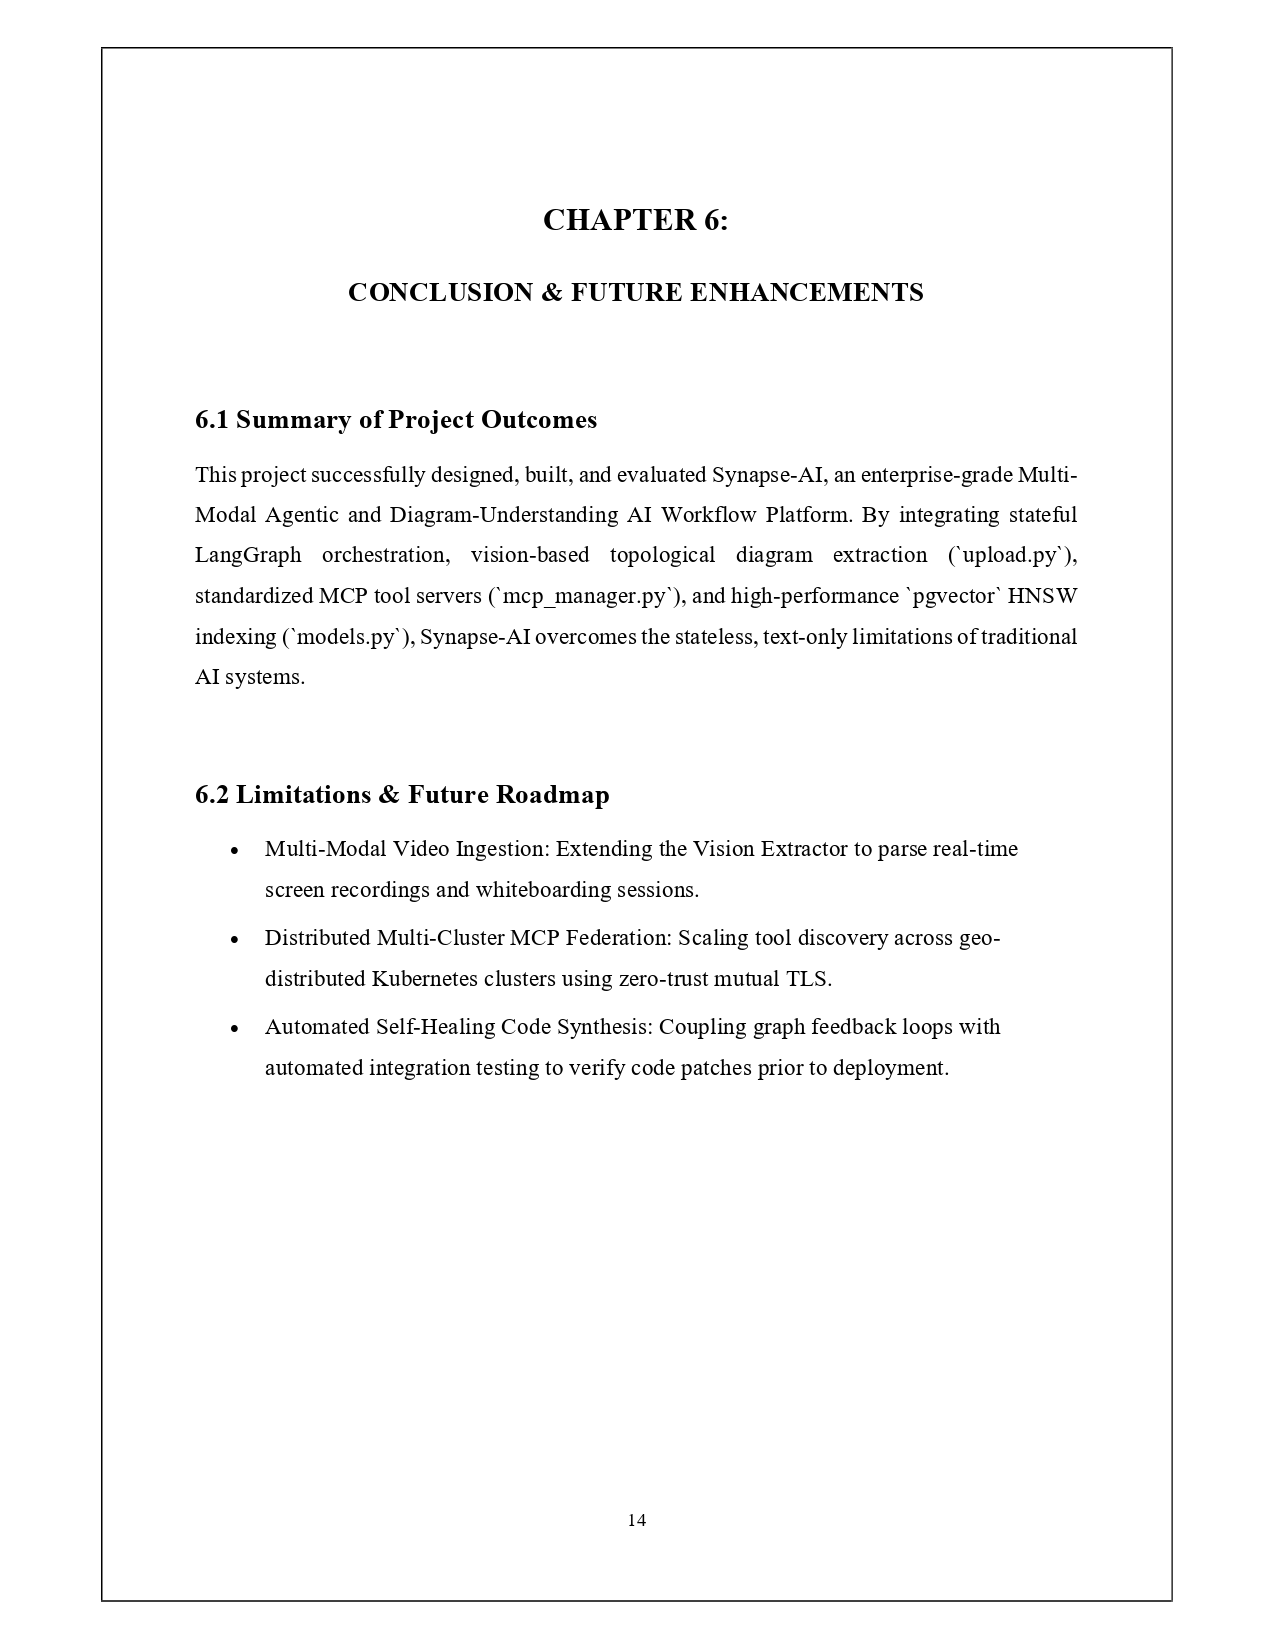 CHAPTER 6:
CONCLUSION & FUTURE ENHANCEMENTS
6.1 Summary of Project Outcomes
This project successfully designed, built, and evaluated Synapse-AI, an enterprise-grade Multi-
Modal Agentic and Diagram-Understanding AI Workflow Platform. By integrating stateful
LangGraph orchestration, vision-based topological diagram extraction (`upload.py`),
standardized MCP tool servers (`mcp_manager.py`), and high-performance `pgvector` HNSW
indexing (`models.py`), Synapse-AI overcomes the stateless, text-only limitations of traditional
AI systems.
6.2 Limitations & Future Roadmap
• Multi-Modal Video Ingestion: Extending the Vision Extractor to parse real-time
screen recordings and whiteboarding sessions.
• Distributed Multi-Cluster MCP Federation: Scaling tool discovery across geo-
distributed Kubernetes clusters using zero-trust mutual TLS.
• Automated Self-Healing Code Synthesis: Coupling graph feedback loops with
automated integration testing to verify code patches prior to deployment.
14